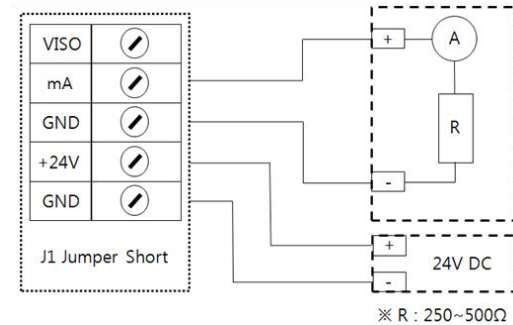 VISO
mA
GND
+24V
GND
J1 Jumper Short
+
A
R
-
+
24V DC
-
※ R : 250~500Ω